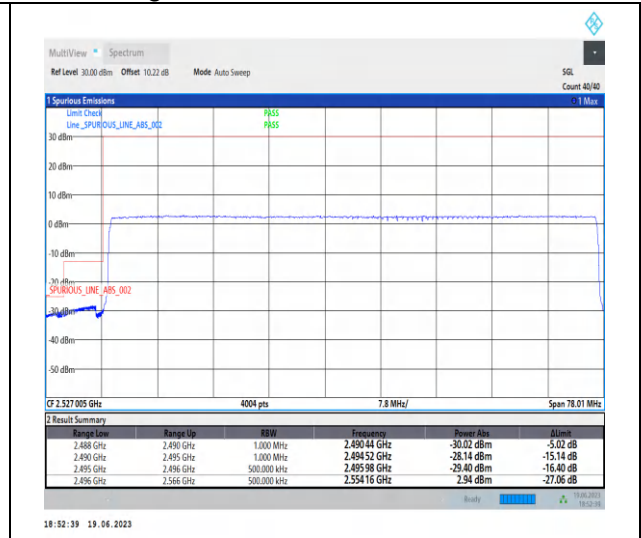 MultiView Spectrum
Ref Level 30.00 dBm Offset 10.22 dB Mode Auto Sweep SGL
Count 40/40
1 Spurious Emissions 1 Max
Limit Check PASS
Line _SPURIOUS_LINE_ABS_002 PASS
30 dBm
20 dBm
10 dBm
0 dBm
-10 dBm
-20 dBm
_SPURIOUS_LINE_ABS_002
-30 dBm
-40 dBm
-50 dBm
CF 2.527 005 GHz 4004 pts 7.8 MHz/ Span 78.01 MHz
2 Result Summary
Range Low Range Up RBW Frequency Power Abs ΔLimit
2.488 GHz 2.490 GHz 1.000 MHz 2.490 44 GHz -30.02 dBm -5.02 dB
2.490 GHz 2.495 GHz 1.000 MHz 2.494 52 GHz -28.14 dBm -15.14 dB
2.495 GHz 2.496 GHz 500.000 kHz 2.495 98 GHz -29.40 dBm -16.40 dB
2.496 GHz 2.566 GHz 500.000 kHz 2.554 16 GHz 2.94 dBm -27.06 dB
Ready 19.06.2023
18:52:39 19.06.2023